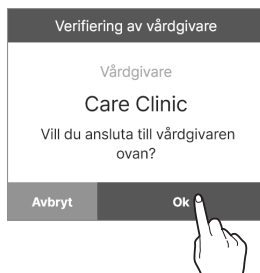 Verifiering av vårdgivare
Vårdgivare
Care Clinic
Vill du ansluta till vårdgivaren
ovan?
Avbryt
Ok